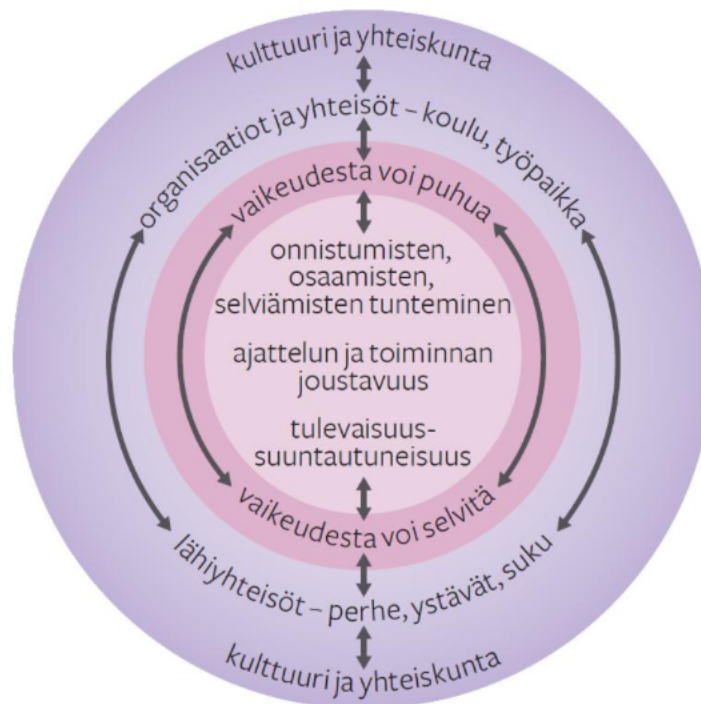 kulttuuri ja yhteiskunta
organisaatiot ja yhteisöt – koulu, työpaikka
vaikeudesta voi puhua
onnistumisten,
osaamisten,
selviämisten tunteminen
ajattelun ja toiminnan
joustavuus
tulevaisuus-
suuntautuneisuus
vaikeudesta voi selvitä
lähiyhteisöt – perhe, ystävät, suku
kulttuuri ja yhteiskunta